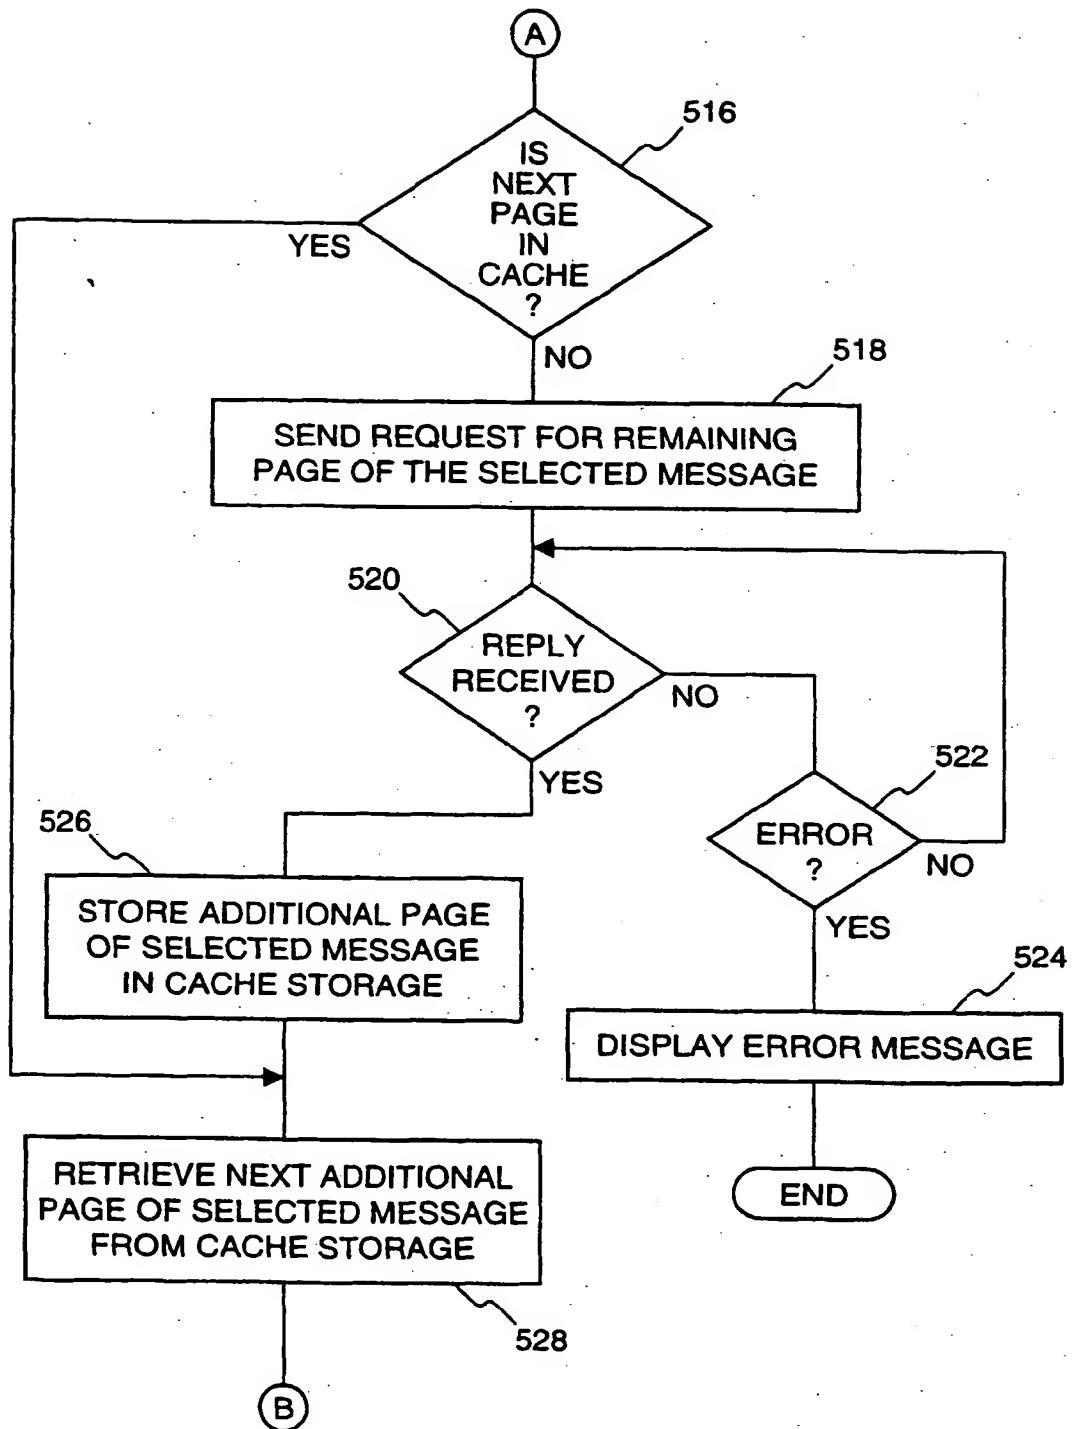 A
516
IS
NEXT
PAGE
IN
CACHE
?
YES
NO
518
SEND REQUEST FOR REMAINING
PAGE OF THE SELECTED MESSAGE
520
REPLY
RECEIVED
?
NO
YES
522
ERROR
?
NO
YES
526
STORE ADDITIONAL PAGE
OF SELECTED MESSAGE
IN CACHE STORAGE
524
DISPLAY ERROR MESSAGE
RETRIEVE NEXT ADDITIONAL
PAGE OF SELECTED MESSAGE
FROM CACHE STORAGE
END
528
B